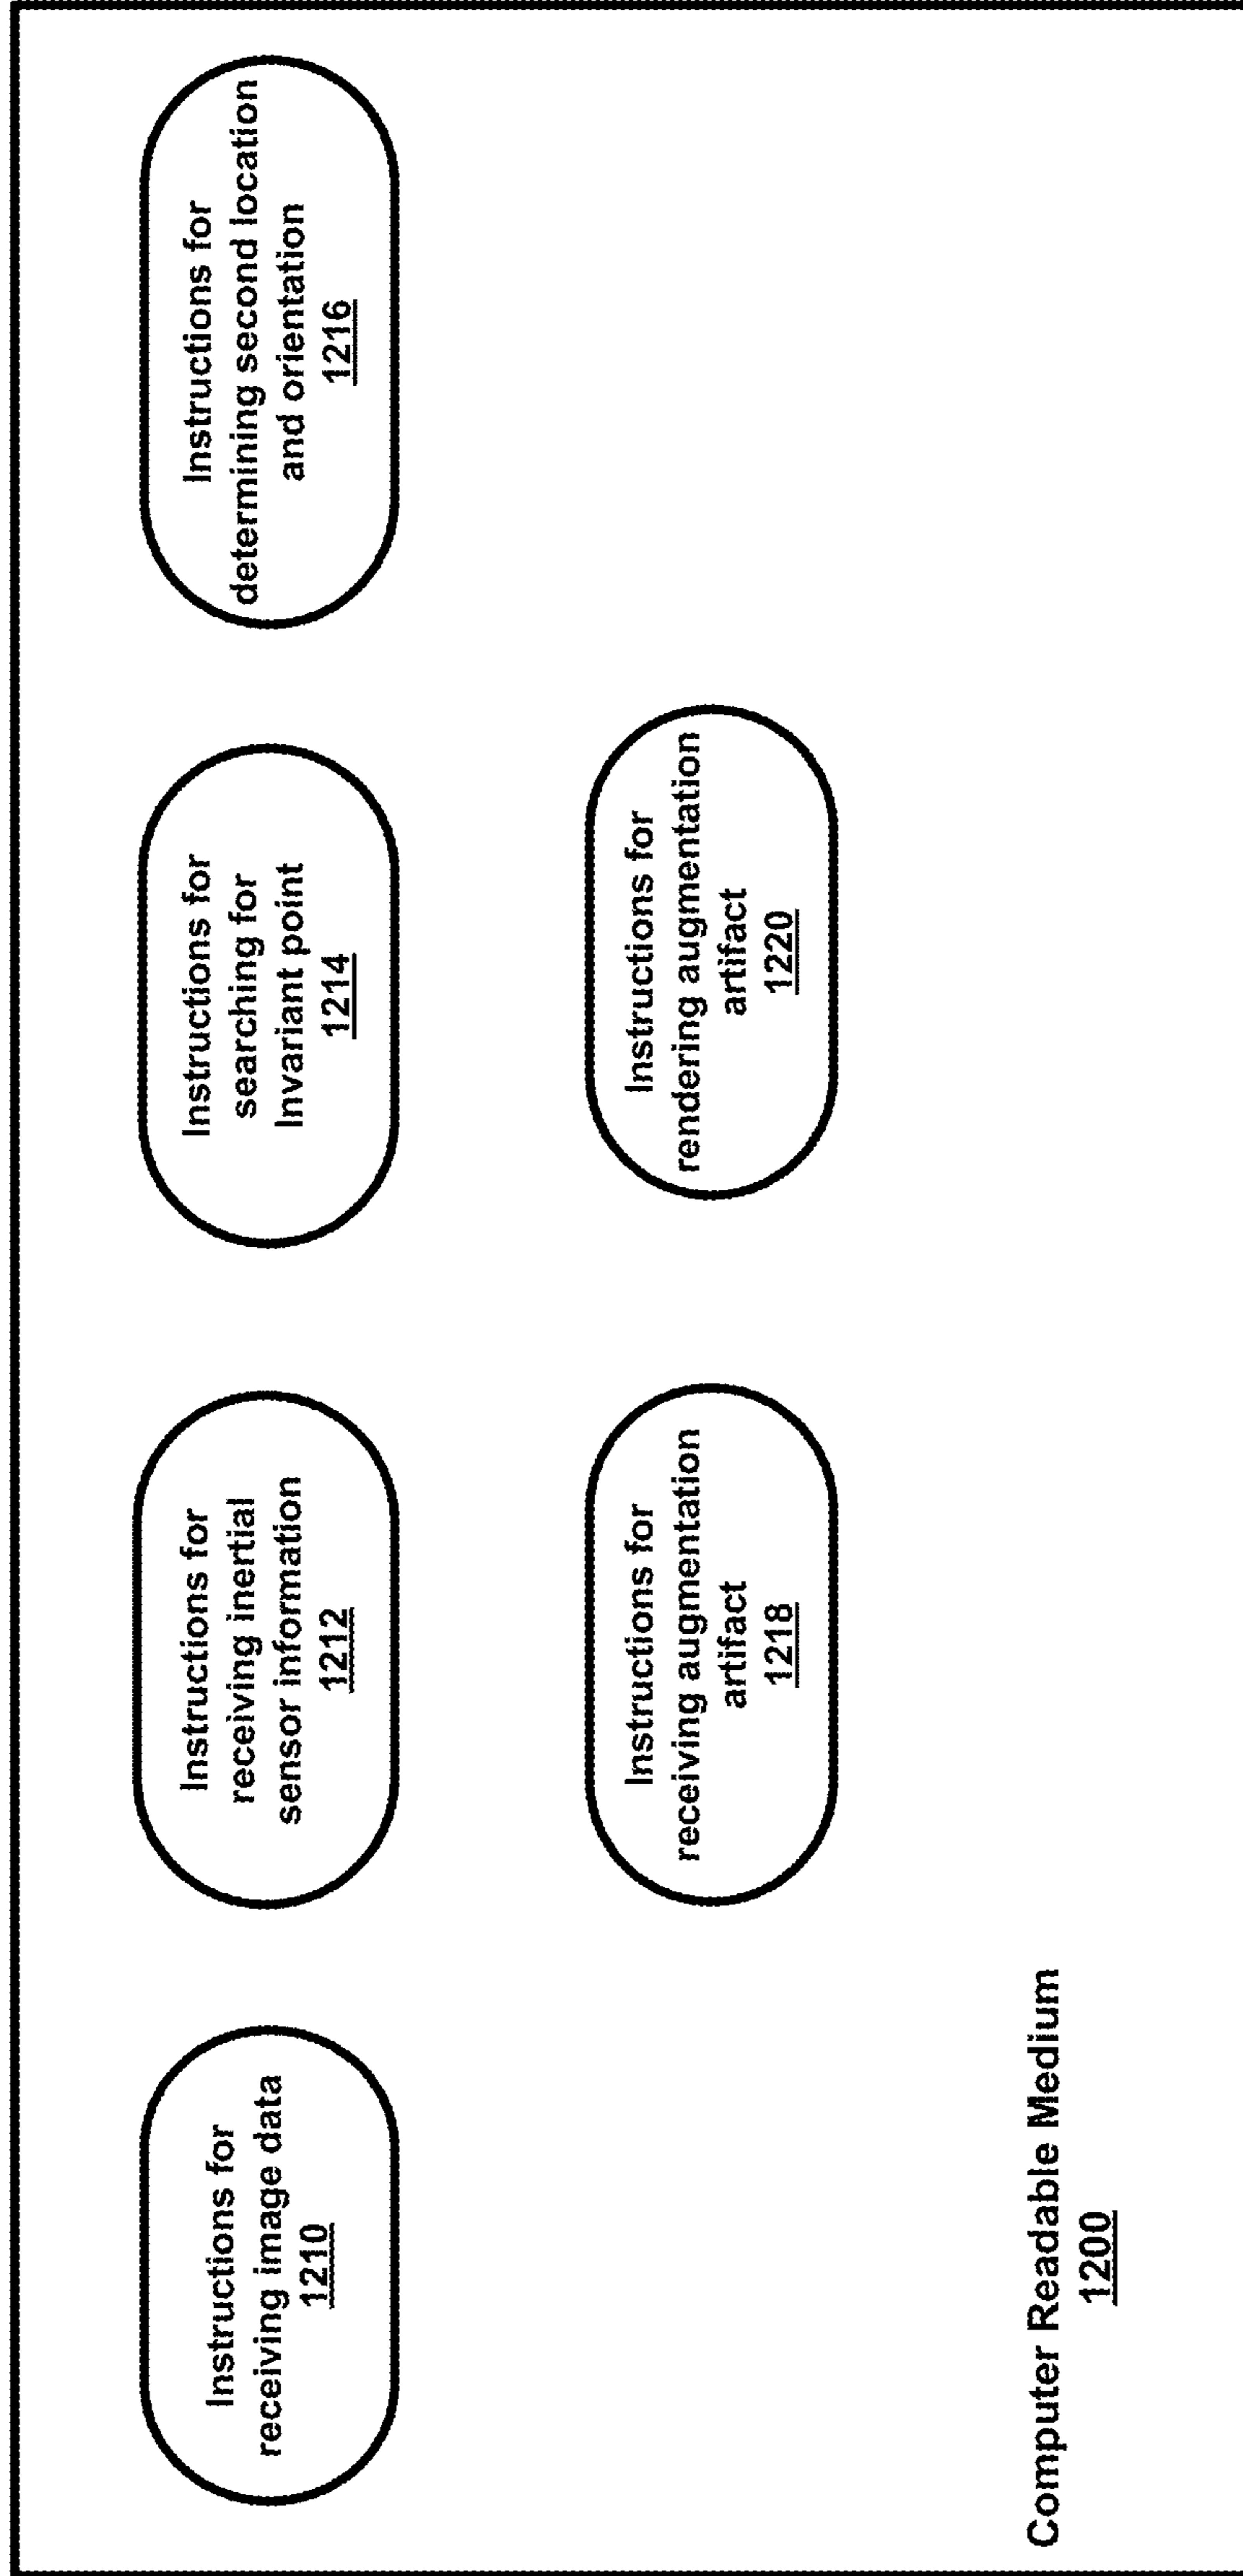 Instructions for
receiving image data
1210
Instructions for
receiving inertial
sensor information
1212
Instructions for
searching for
Invariant point
1214
Instructions for
determining second location
and orientation
1216
Instructions for
receiving augmentation
artifact
1218
Instructions for
rendering augmentation
artifact
1220
Computer Readable Medium
1200